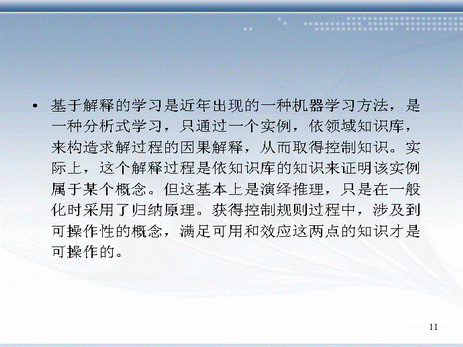 • 基于解释的学习是近年出现的一种机器学习方法，是
一种分析式学习，只通过一个实例，依领域知识库，
来构造求解过程的因果解释，从而取得控制知识。实
际上，这个解释过程是依知识库的知识来证明该实例
属于某个概念。但这基本上是演绎推理，只是在一般
化时采用了归纳原理。获得控制规则过程中，涉及到
可操作性的概念，满足可用和效应这两点的知识才是
可操作的。
11